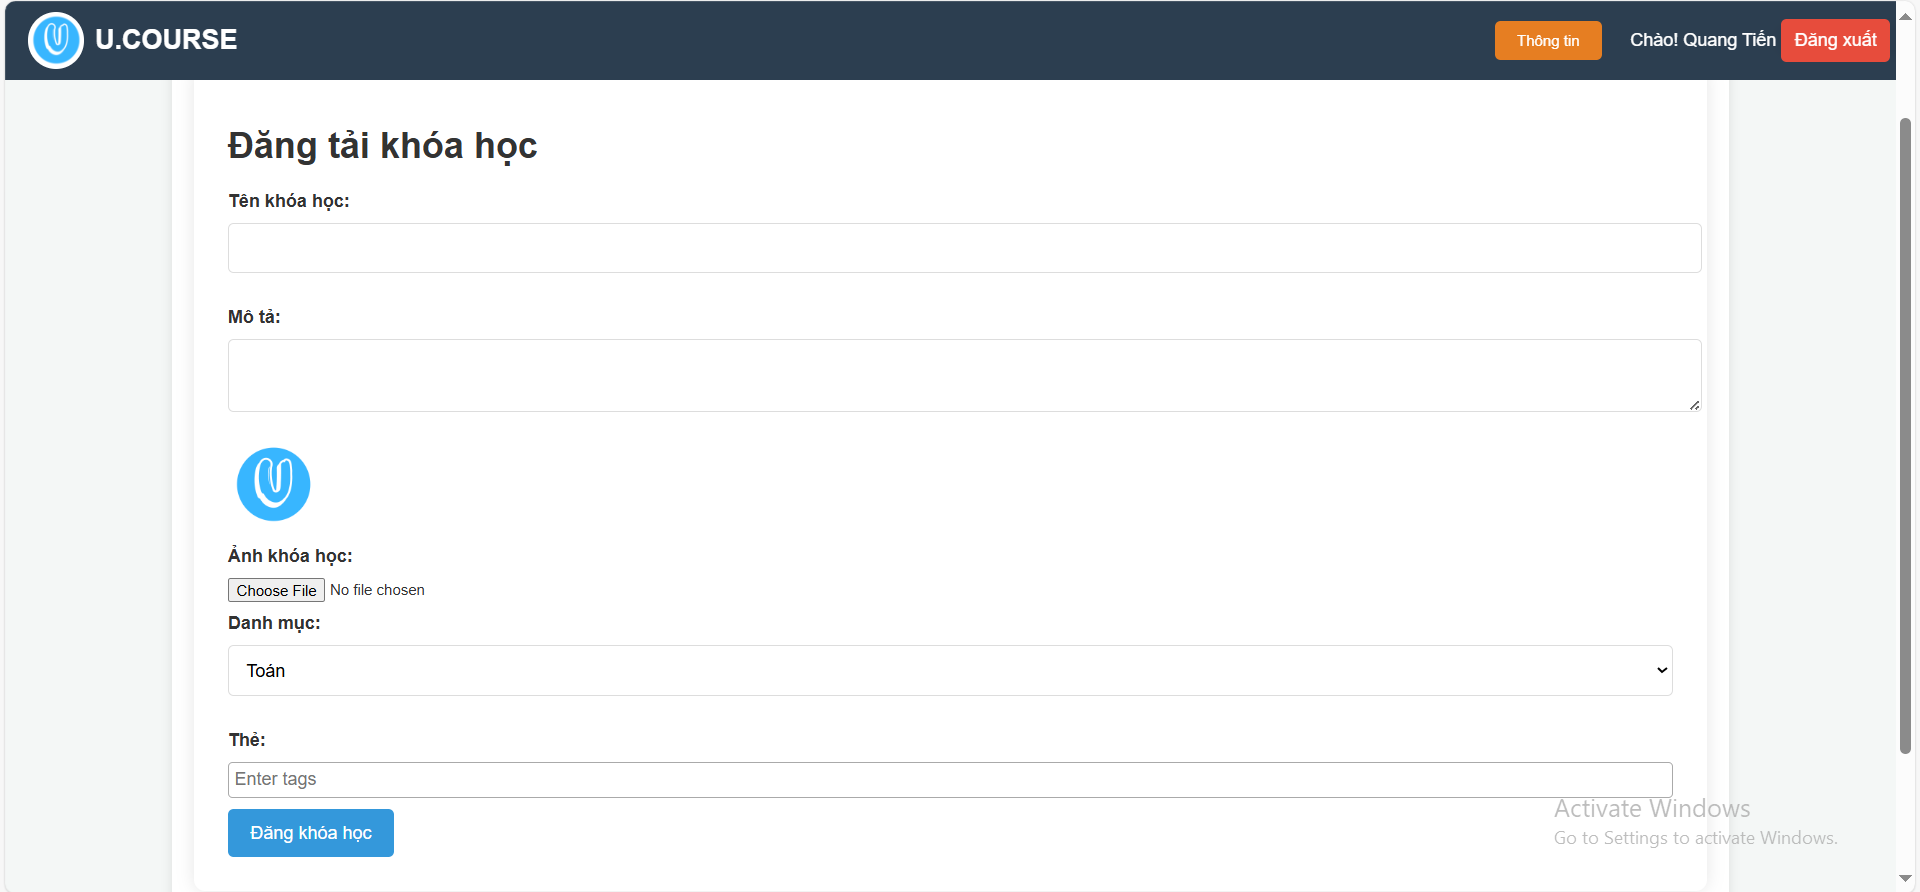 U.COURSE
Thông tin
Chào! Quang Tiến
Đăng xuất
Đăng tải khóa học
Tên khóa học:
Mô tả:
Ảnh khóa học:
Choose File No file chosen
Danh mục:
Toán
Thẻ:
Enter tags
Đăng khóa học
Activate Windows
Go to Settings to activate Windows.